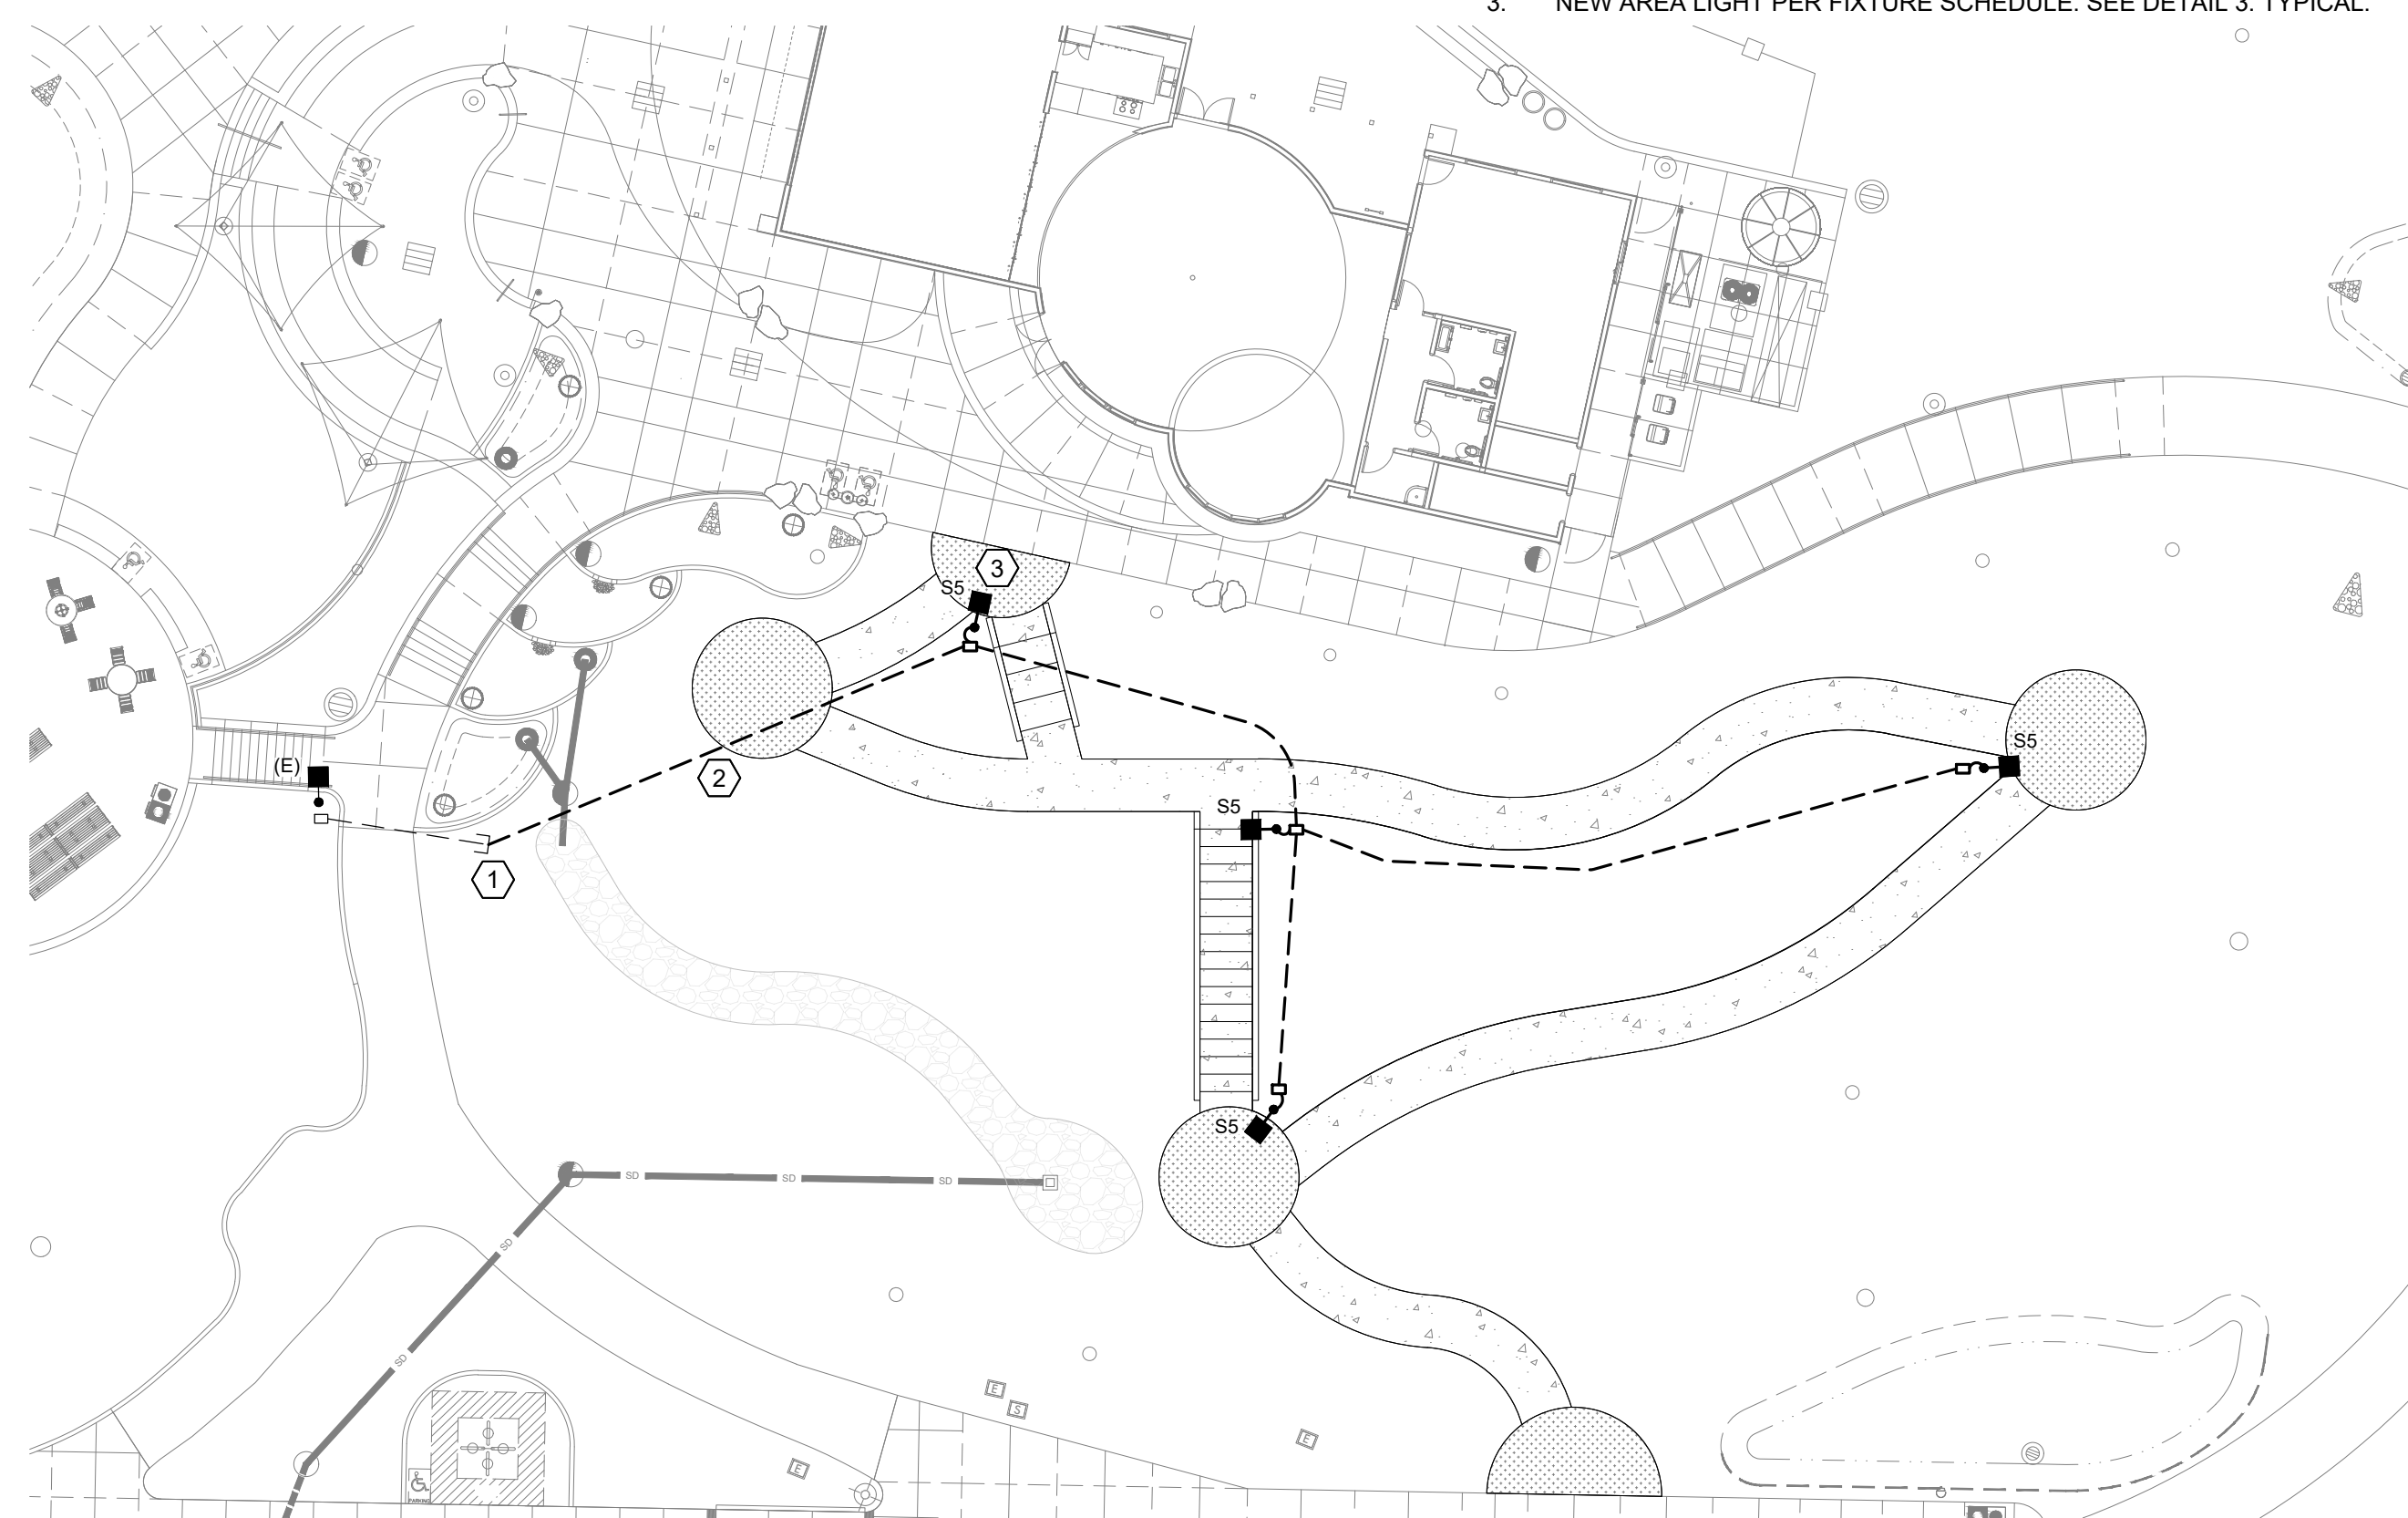 3. NEW AREA LIGHT PER FIXTURE SCHEDULE. SEE DETAIL 3. TYPICAL.
3
S5
2
(E)
1
S5
S5
S5
SD
SD
SD
SD
SD
E
S
E
E
PARKING